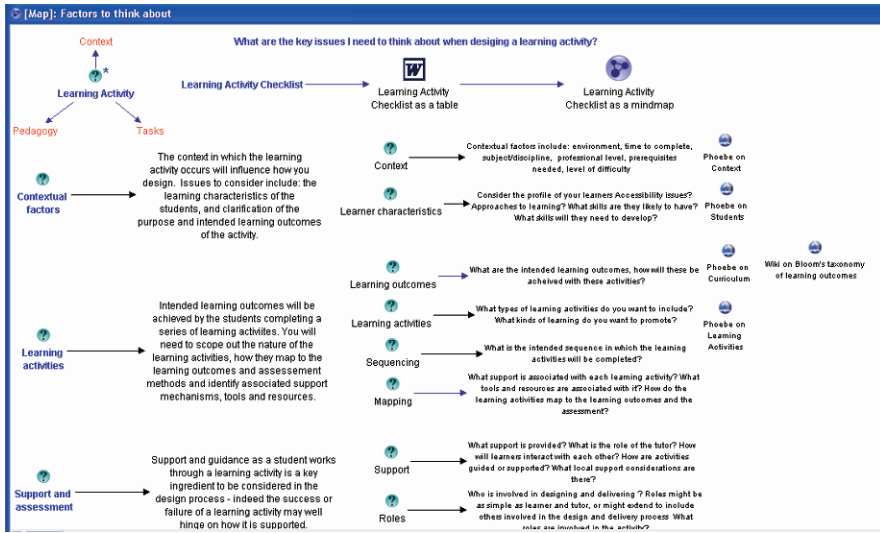 [Map]: Factors to think about
Context
What are the key issues I need to think about when desiging a learning activity?
*
Learning Activity
Learning Activity Checklist
Learning Activity
Checklist as a table
Learning Activity
Checklist as a mindmap
Pedagogy
Tasks
Contextual
factors
The context in which the learning
activity occurs will influence how you
design. Issues to consider include: the
learning characteristics of the
students, and clarification of the
purpose and intended learning outcomes
of the activity.
Context
Contextual factors include: environment, time to complete,
subject/discipline, professional level, prerequisites
needed, level of difficulty
Phoebe on
Context
Learner characteristics
Consider the profile of your learners Accessibility issues?
Approaches to learning? What skills are they likely to have?
What skills will they need to develop?
Phoebe on
Students
Learning outcomes
What are the intended learning outcomes, how will these be
acheived with these activities?
Phoebe on
Curriculum
Wiki on Bloom's taxonomy
of learning outcomes
Learning
activities
Intended learning outcomes will be
achieved by the students completing a
series of learning activiites. You will
need to scope out the nature of the
learning activities, how they map to the
learning outcomes and assessement
methods and identify associated support
mechanisms, tools and resources.
Learning activities
What types of learning activities do you want to include?
What kinds of learning do you want to promote?
Phoebe on
Learning
Activities
Sequencing
What is the intended sequence in which the learning
activities will be completed?
Mapping
What support is associated with each learning activity? What
tools and resources are associated with it? How do the
learning activities map to the learning outcomes and the
assessment?
Support and
assessment
Support and guidance as a student works
through a learning activity is a key
ingredient to be considered in the
design process - indeed the success or
failure of a learning activity may well
hinge on how it is supported.
Support
What support is provided? What is the role of the tutor? How
will learners interact with each other? How are activities
guided or supported? What local support considerations are
there?
Roles
Who is involved in designing and delivering ? Roles might be
as simple as learner and tutor, or might extend to include
others involved in the design and delivery process What
roles are involved in the activity?